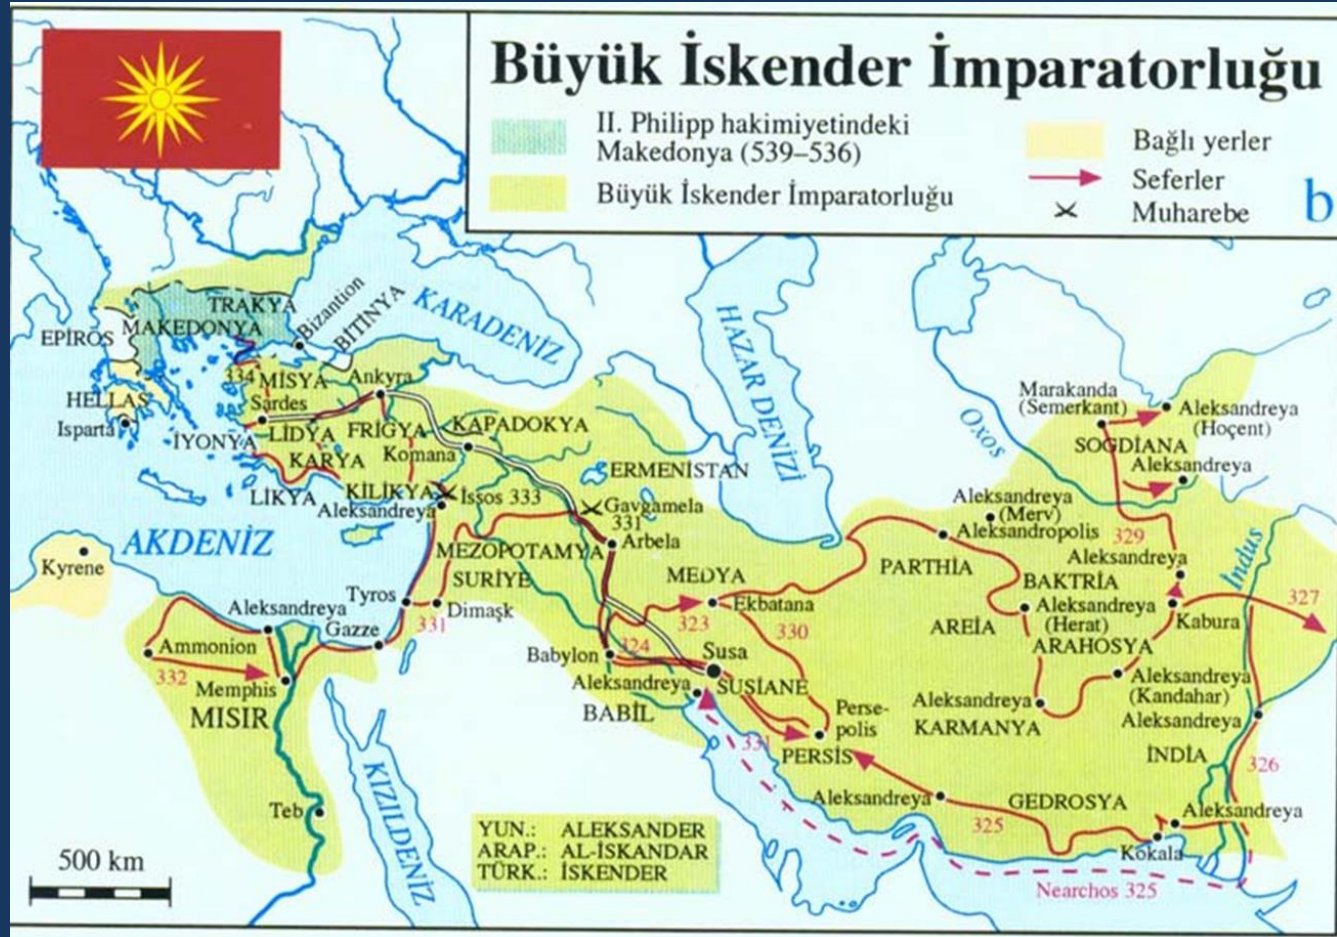 Büyük İskender İmparatorluğu
II. Philipp hakimiyetindeki
Makedonya (539–536)
Büyük İskender İmparatorluğu
Bağlı yerler
Seferler
Muharebe
b
TRAKYA
MAKEDONYA
EPİROS
Bizantion
BİTİNYA
KARADENİZ
HAZAR DENİZİ
334
MİSYA
Ankyra
HELLAS
Sardes
Isparta
İYONYA
LİDYA
FRİGYA
KAPADOKYA
KARYA
Komana
LİKYA
KİLİKYA
İssos 333
Aleksandreya
ERMENİSTAN
Gavgamela
331
Arbela
AKDENİZ
Kyrene
MEZOPOTAMYA
SURİYE
Tyros
331
Dimaşk
MEDYA
323
Ekbatana
330
Aleksandreya
Gazze
Ammonion
332
Memphis
MISIR
Teb
KIZILDENİZ
Babylon
324
Susa
Aleksandreya
SUSİANE
BABİL
331
Perse-
polis
PERSİS
Oxos
Marakanda
(Semerkant)
Aleksandreya
(Hoçent)
SOGDİANA
Aleksandreya
Aleksandreya
(Merv)
Aleksandropolis
329
PARTHİA
Aleksandreya
BAKTRİA
İndus
327
Aleksandreya
(Herat)
AREİA
Kabura
ARAHOSYA
Aleksandreya
(Kandahar)
Aleksandreya
KARMANYA
Aleksandreya
İNDİA
326
Aleksandreya
GEDROSYA
325
Aleksandreya
Kokala
Nearchos 325
YUN.: ALEKSANDER
ARAP.: AL-İSKANDAR
TÜRK.: İSKENDER
500 km